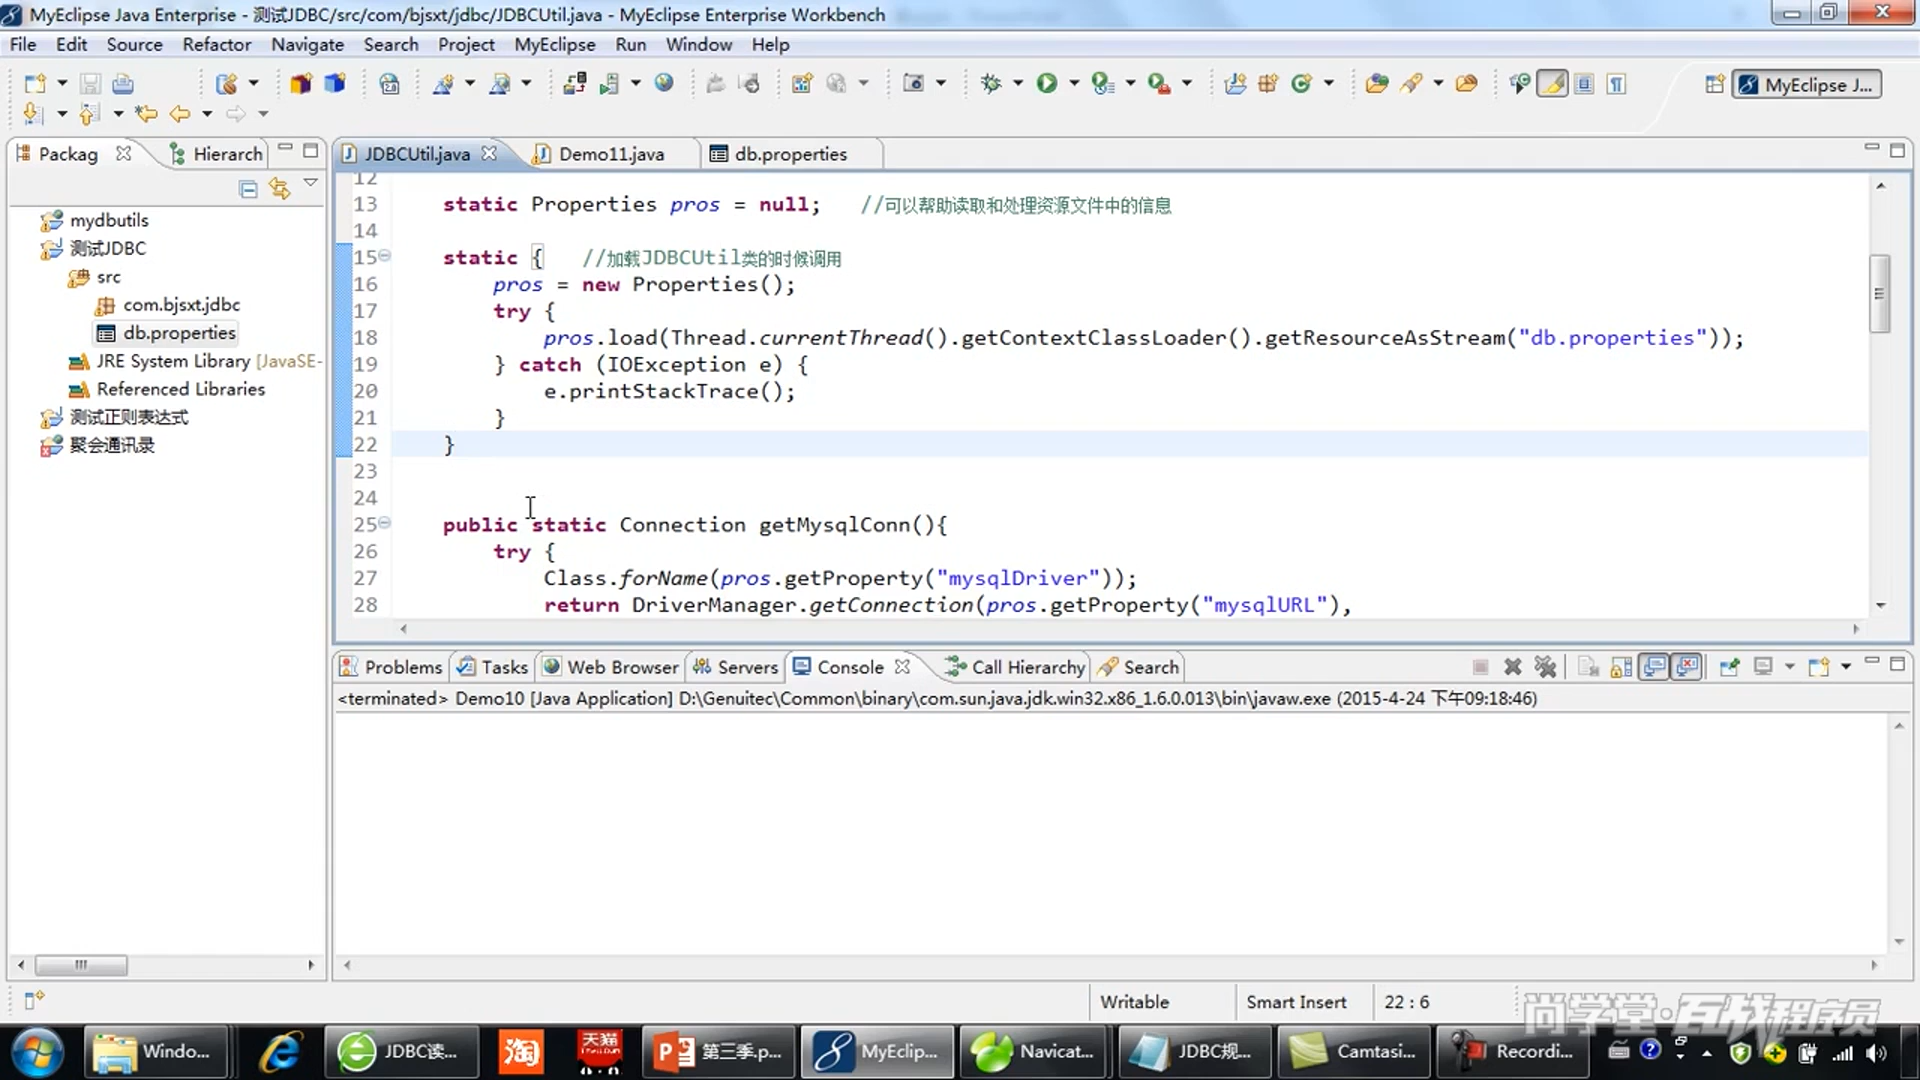 MyEclipse Java Enterprise - 测试JDBC/src/com/bjsxt/jdbc/JDBCUtil.java - MyEclipse Enterprise Workbench
File Edit Source Refactor Navigate Search Project MyEclipse Run Window Help
MyEclipse J...
Packag
Hierarch
JDBCUtil.java
Demo11.java
db.properties
mydbutils
测试JDBC
src
com.bjsxt.jdbc
db.properties
JRE System Library [JavaSE-
Referenced Libraries
测试正则表达式
聚会通讯录
12
13 static Properties pros = null; //可以帮助读取和处理资源文件中的信息
14
15 static { //加载JDBCUtil类的时候调用
16 pros = new Properties();
17 try {
18 pros.load(Thread.currentThread().getContextClassLoader().getResourceAsStream("db.properties"));
19 } catch (IOException e) {
20 e.printStackTrace();
21 }
22 }
23
24
25 public static Connection getMysqlConn(){
26 try {
27 Class.forName(pros.getProperty("mysqlDriver"));
28 return DriverManager.getConnection(pros.getProperty("mysqlURL"),
Problems Tasks Web Browser Servers Console Call Hierarchy Search
<terminated> Demo10 [Java Application] D:\Genuitec\Common\binary\com.sun.java.jdk.win32.x86_1.6.0.013\bin\javaw.exe (2015-4-24 下午09:18:46)
Writable Smart Insert 22 : 6
尚学堂·百战程序员
Windo... JDBC读... 淘 天猫 第三季.p... MyEclip... Navicat... JDBC规... Camtasi... Recordi...